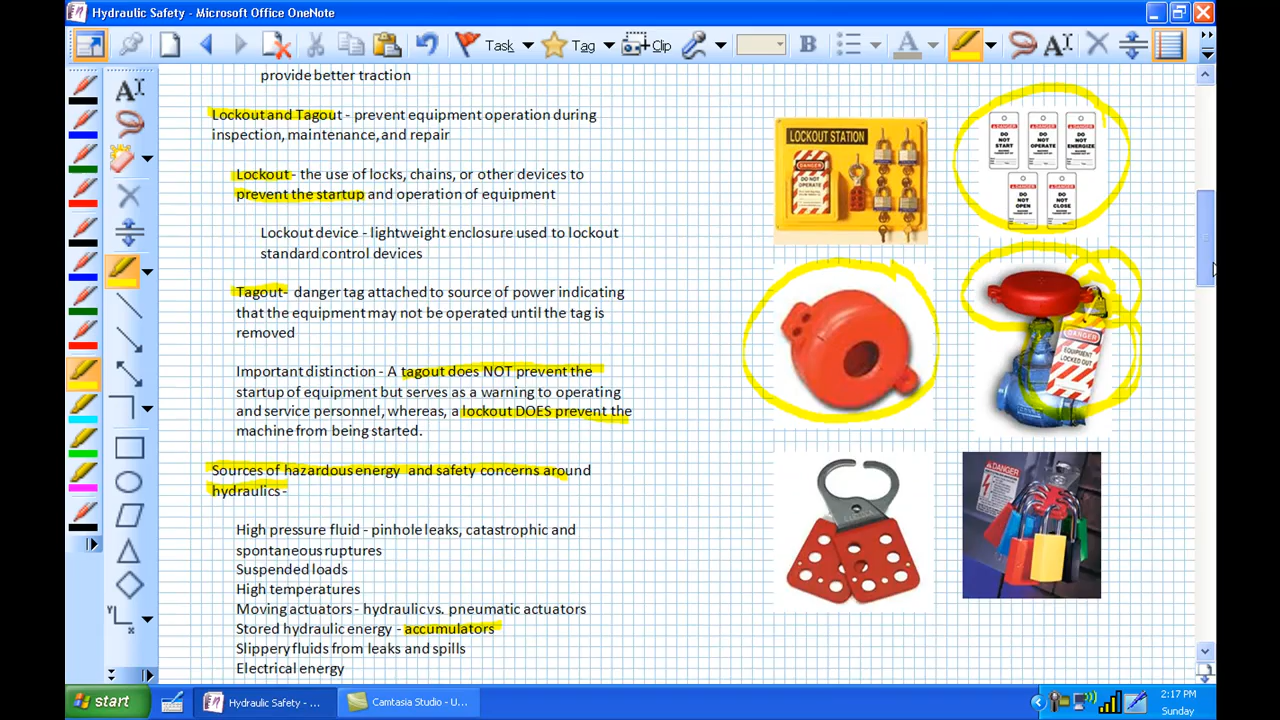 Hydraulic Safety - Microsoft Office OneNote
Task
Tag
Clip
provide better traction
Lockout and Tagout - prevent equipment operation during
inspection, maintenance, and repair
Lockout - the use of locks, chains, or other devices to
prevent the startup and operation of equipment
Lockout device - lightweight enclosure used to lockout
standard control devices
Tagout- danger tag attached to source of power indicating
that the equipment may not be operated until the tag is
removed
Important distinction - A tagout does NOT prevent the
startup of equipment but serves as a warning to operating
and service personnel, whereas, a lockout DOES prevent the
machine from being started.
Sources of hazardous energy and safety concerns around
hydraulics -
High pressure fluid - pinhole leaks, catastrophic and
spontaneous ruptures
Suspended loads
High temperatures
Moving actuators - hydraulic vs. pneumatic actuators
Stored hydraulic energy - accumulators
Slippery fluids from leaks and spills
Electrical energy
LOCKOUT STATION
DANGER
DO NOT
OPERATE
DANGER
DO NOT
START
DANGER
DO NOT
OPERATE
DANGER
DO NOT
ENERGIZE
DANGER
DO NOT
OPEN
DANGER
DO NOT
CLOSE
DANGER
EQUIPMENT
LOCKED OUT
DANGER
start
Hydraulic Safety - ...
Camtasia Studio - U...
2:17 PM
Sunday